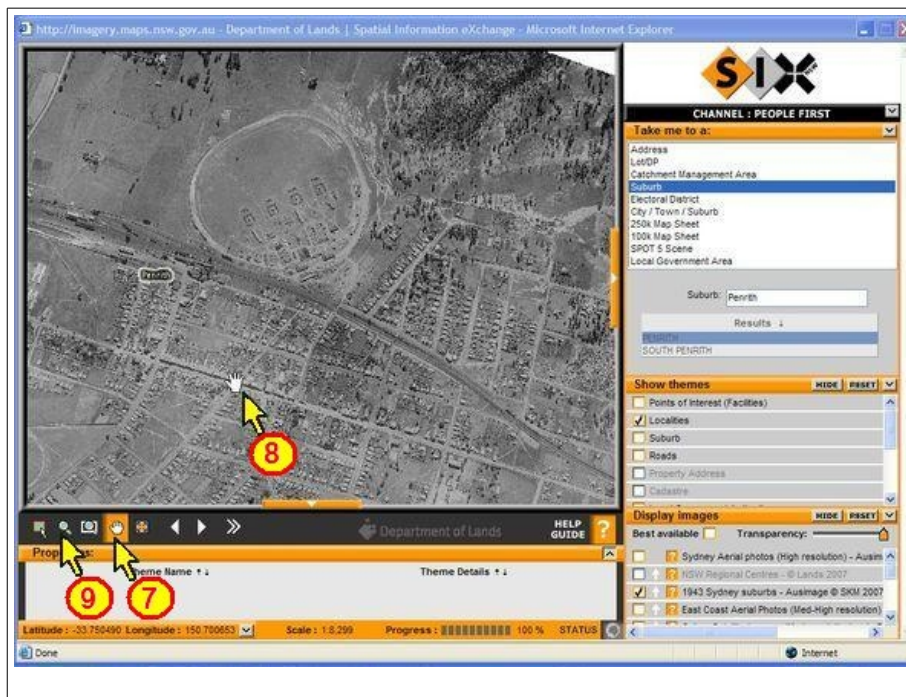 http://imagery.maps.nsw.gov.au - Department of Lands | Spatial Information eXchange - Microsoft Internet Explorer
SIX
CHANNEL : PEOPLE FIRST
Take me to a:
Address
Lot/DP
Catchment Management Area
Suburb
Electoral District
City / Town / Suburb
250k Map Sheet
100k Map Sheet
SPOT 5 Scene
Local Government Area
Penrith
Suburb: Penrith
Results ↓
PENRITH
SOUTH PENRITH
8
Show themes HIDE RESET
Points of Interest (Facilities)
Localities
Suburb
Roads
Property Address
Cadastre
Department of Lands HELP GUIDE ?
Display images HIDE RESET
Best available Transparency:
Sydney Aerial photos (High resolution) - Ausim
NSW Regional Centres - © Lands 2007
1943 Sydney suburbs - Ausimage © SKM 2007
East Coast Aerial Photos (Med-High resolution)
Theme Name ↑↓ Theme Details ↑↓
9 7
Latitude : -33.750490 Longitude : 150.700653 Scale : 1:8,299 Progress : 100 % STATUS
Done Internet